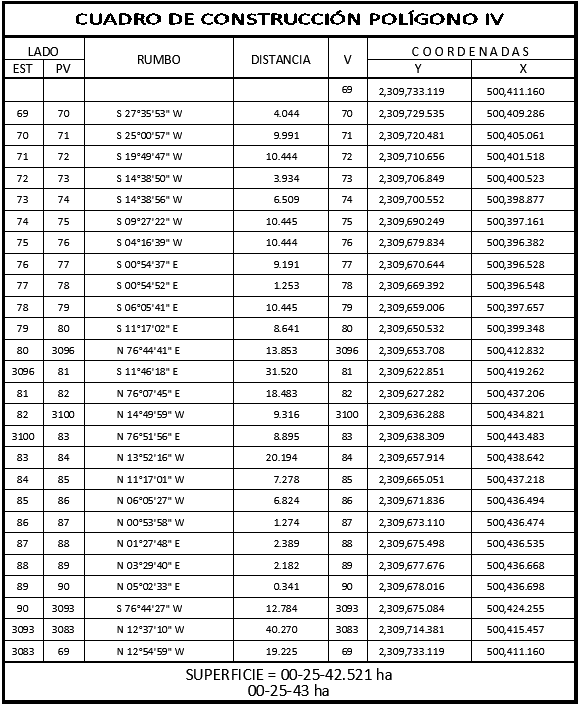 CUADRO DE CONSTRUCCIÓN POLÍGONO IV
LADO RUMBO DISTANCIA V C O O R D E N A D A S
EST PV Y X
69 2,309,733.119 500,411.160
69 70 S 27°35'53" W 4.044 70 2,309,729.535 500,409.286
70 71 S 25°00'57" W 9.991 71 2,309,720.481 500,405.061
71 72 S 19°49'47" W 10.444 72 2,309,710.656 500,401.518
72 73 S 14°38'50" W 3.934 73 2,309,706.849 500,400.523
73 74 S 14°38'56" W 6.509 74 2,309,700.552 500,398.877
74 75 S 09°27'22" W 10.445 75 2,309,690.249 500,397.161
75 76 S 04°16'39" W 10.444 76 2,309,679.834 500,396.382
76 77 S 00°54'37" E 9.191 77 2,309,670.644 500,396.528
77 78 S 00°54'52" E 1.253 78 2,309,669.392 500,396.548
78 79 S 06°05'41" E 10.445 79 2,309,659.006 500,397.657
79 80 S 11°17'02" E 8.641 80 2,309,650.532 500,399.348
80 3096 N 76°44'41" E 13.853 3096 2,309,653.708 500,412.832
3096 81 S 11°46'18" E 31.520 81 2,309,622.851 500,419.262
81 82 N 76°07'45" E 18.483 82 2,309,627.282 500,437.206
82 3100 N 14°49'59" W 9.316 3100 2,309,636.288 500,434.821
3100 83 N 76°51'56" E 8.895 83 2,309,638.309 500,443.483
83 84 N 13°52'16" W 20.194 84 2,309,657.914 500,438.642
84 85 N 11°17'01" W 7.278 85 2,309,665.051 500,437.218
85 86 N 06°05'27" W 6.824 86 2,309,671.836 500,436.494
86 87 N 00°53'58" W 1.274 87 2,309,673.110 500,436.474
87 88 N 01°27'48" E 2.389 88 2,309,675.498 500,436.535
88 89 N 03°29'40" E 2.182 89 2,309,677.676 500,436.668
89 90 N 05°02'33" E 0.341 90 2,309,678.016 500,436.698
90 3093 S 76°44'27" W 12.784 3093 2,309,675.084 500,424.255
3093 3083 N 12°37'10" W 40.270 3083 2,309,714.381 500,415.457
3083 69 N 12°54'59" W 19.225 69 2,309,733.119 500,411.160
SUPERFICIE = 00-25-42.521 ha
00-25-43 ha